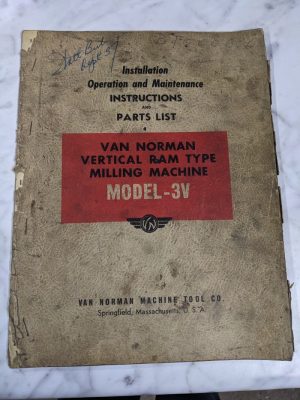 Installation
Operation and Maintenance
INSTRUCTIONS
AND
PARTS LIST
VAN NORMAN
VERTICAL RAM TYPE
MILLING MACHINE
MODEL-3V
VN
VAN NORMAN MACHINE TOOL CO.
Springfield, Massachusetts, U. S. A.